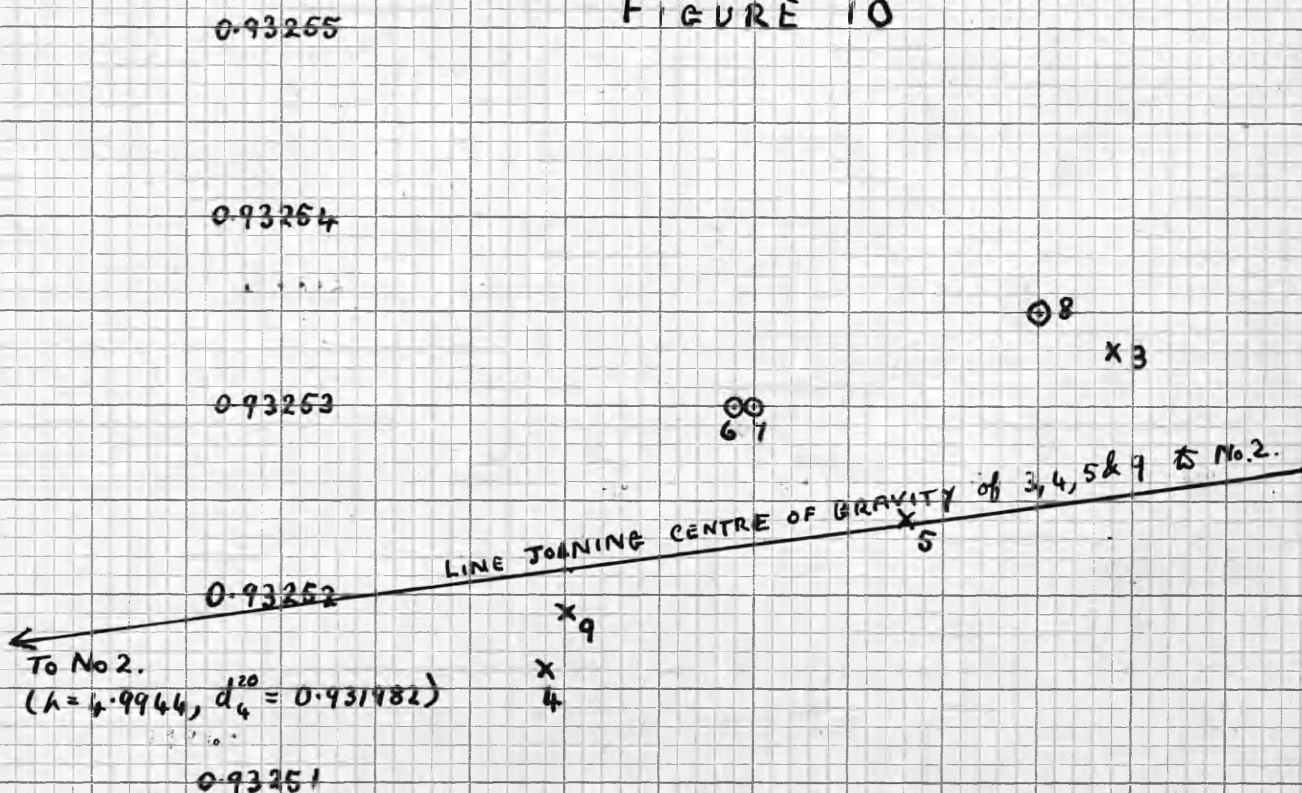 FIGURE 10
0.93255
0.93254
8
3
0.93253
6 7
LINE JOINING CENTRE OF GRAVITY of 3, 4, 5 & 9 to No. 2.
5
0.93252
9
To No 2.
(h = 4.9944, d₄²⁰ = 0.931982)
4
0.93251